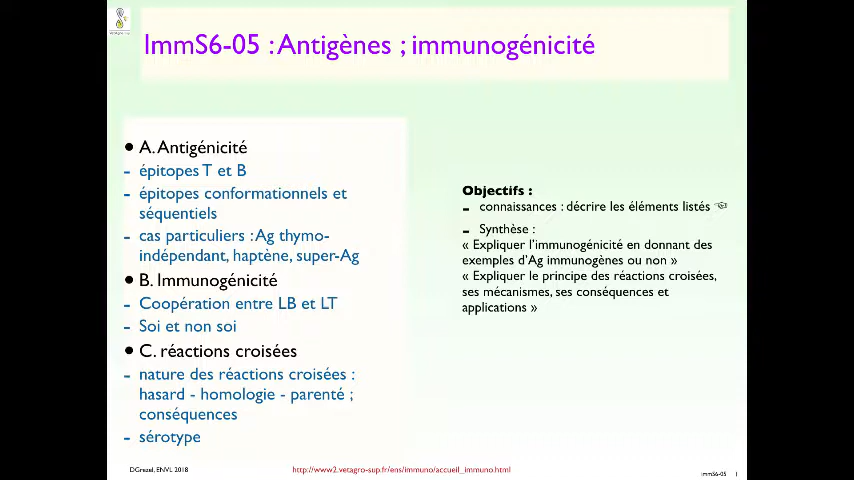 ImmS6-05 : Antigènes ; immunogénicité
• A. Antigénicité
- épitopes T et B
- épitopes conformationnels et
séquentiels
- cas particuliers : Ag thymo-
indépendant, haptène, super-Ag
• B. Immunogénicité
- Coopération entre LB et LT
- Soi et non soi
• C. réactions croisées
- nature des réactions croisées :
hasard - homologie - parenté ;
conséquences
- sérotype
Objectifs :
- connaissances : décrire les éléments listés ☜
- Synthèse :
« Expliquer l'immunogénicité en donnant des
exemples d'Ag immunogènes ou non »
« Expliquer le principe des réactions croisées,
ses mécanismes, ses conséquences et
applications »
DGrezel, ENVL 2018
http://www2.vetagro-sup.fr/ens/immuno/accueil_immuno.html
ImmS6-05 1